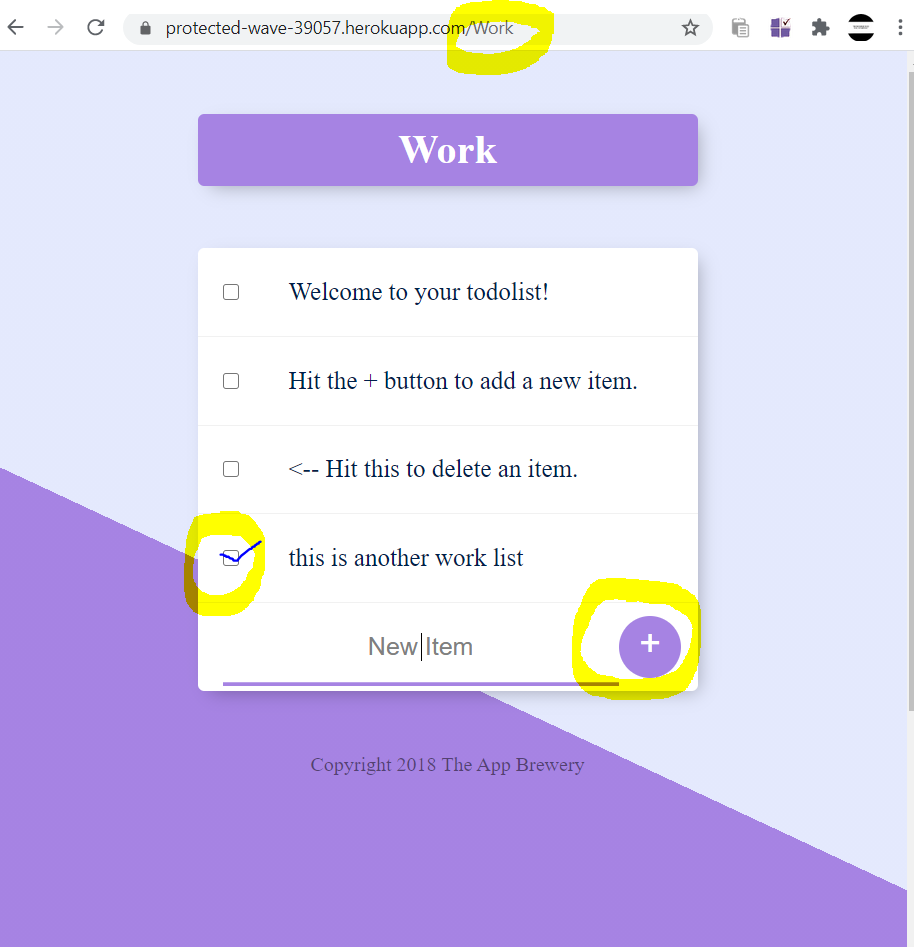 protected-wave-39057.herokuapp.com/Work
Work
Welcome to your todolist!
Hit the + button to add a new item.
<-- Hit this to delete an item.
this is another work list
New Item
+
Copyright 2018 The App Brewery